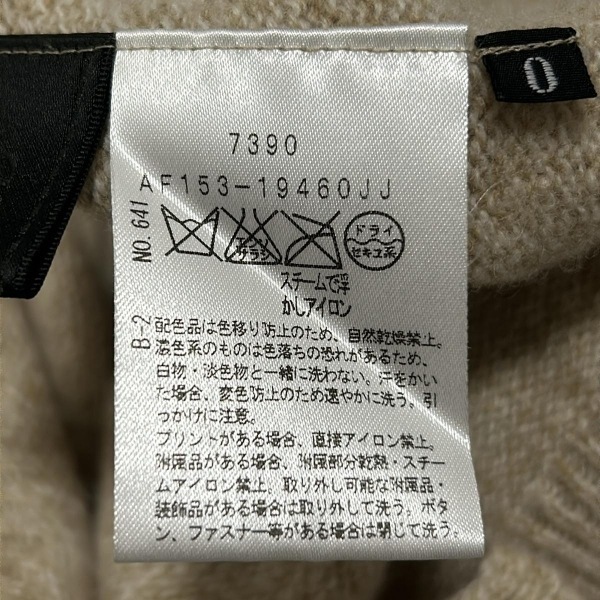 0
7390
AF153-19460JJ
NO. 641
エンソ
サラシ
ドライ
セキユ系
スチームで浮
かしアイロン
B-2
配色品は色移り防止のため、自然乾燥禁止。
濃色系のものは色落ちの恐れがあるため、
白物・淡色物と一緒に洗わない。汗をかい
た場合、変色防止のため速やかに洗う。引
っかけに注意。
プリントがある場合、直接アイロン禁止。
附属品がある場合、附属部分乾熱・スチー
ムアイロン禁止。取り外し可能な附属品・
装飾品がある場合は取り外して洗う。ボタ
ン、ファスナー等がある場合は閉じて洗う。